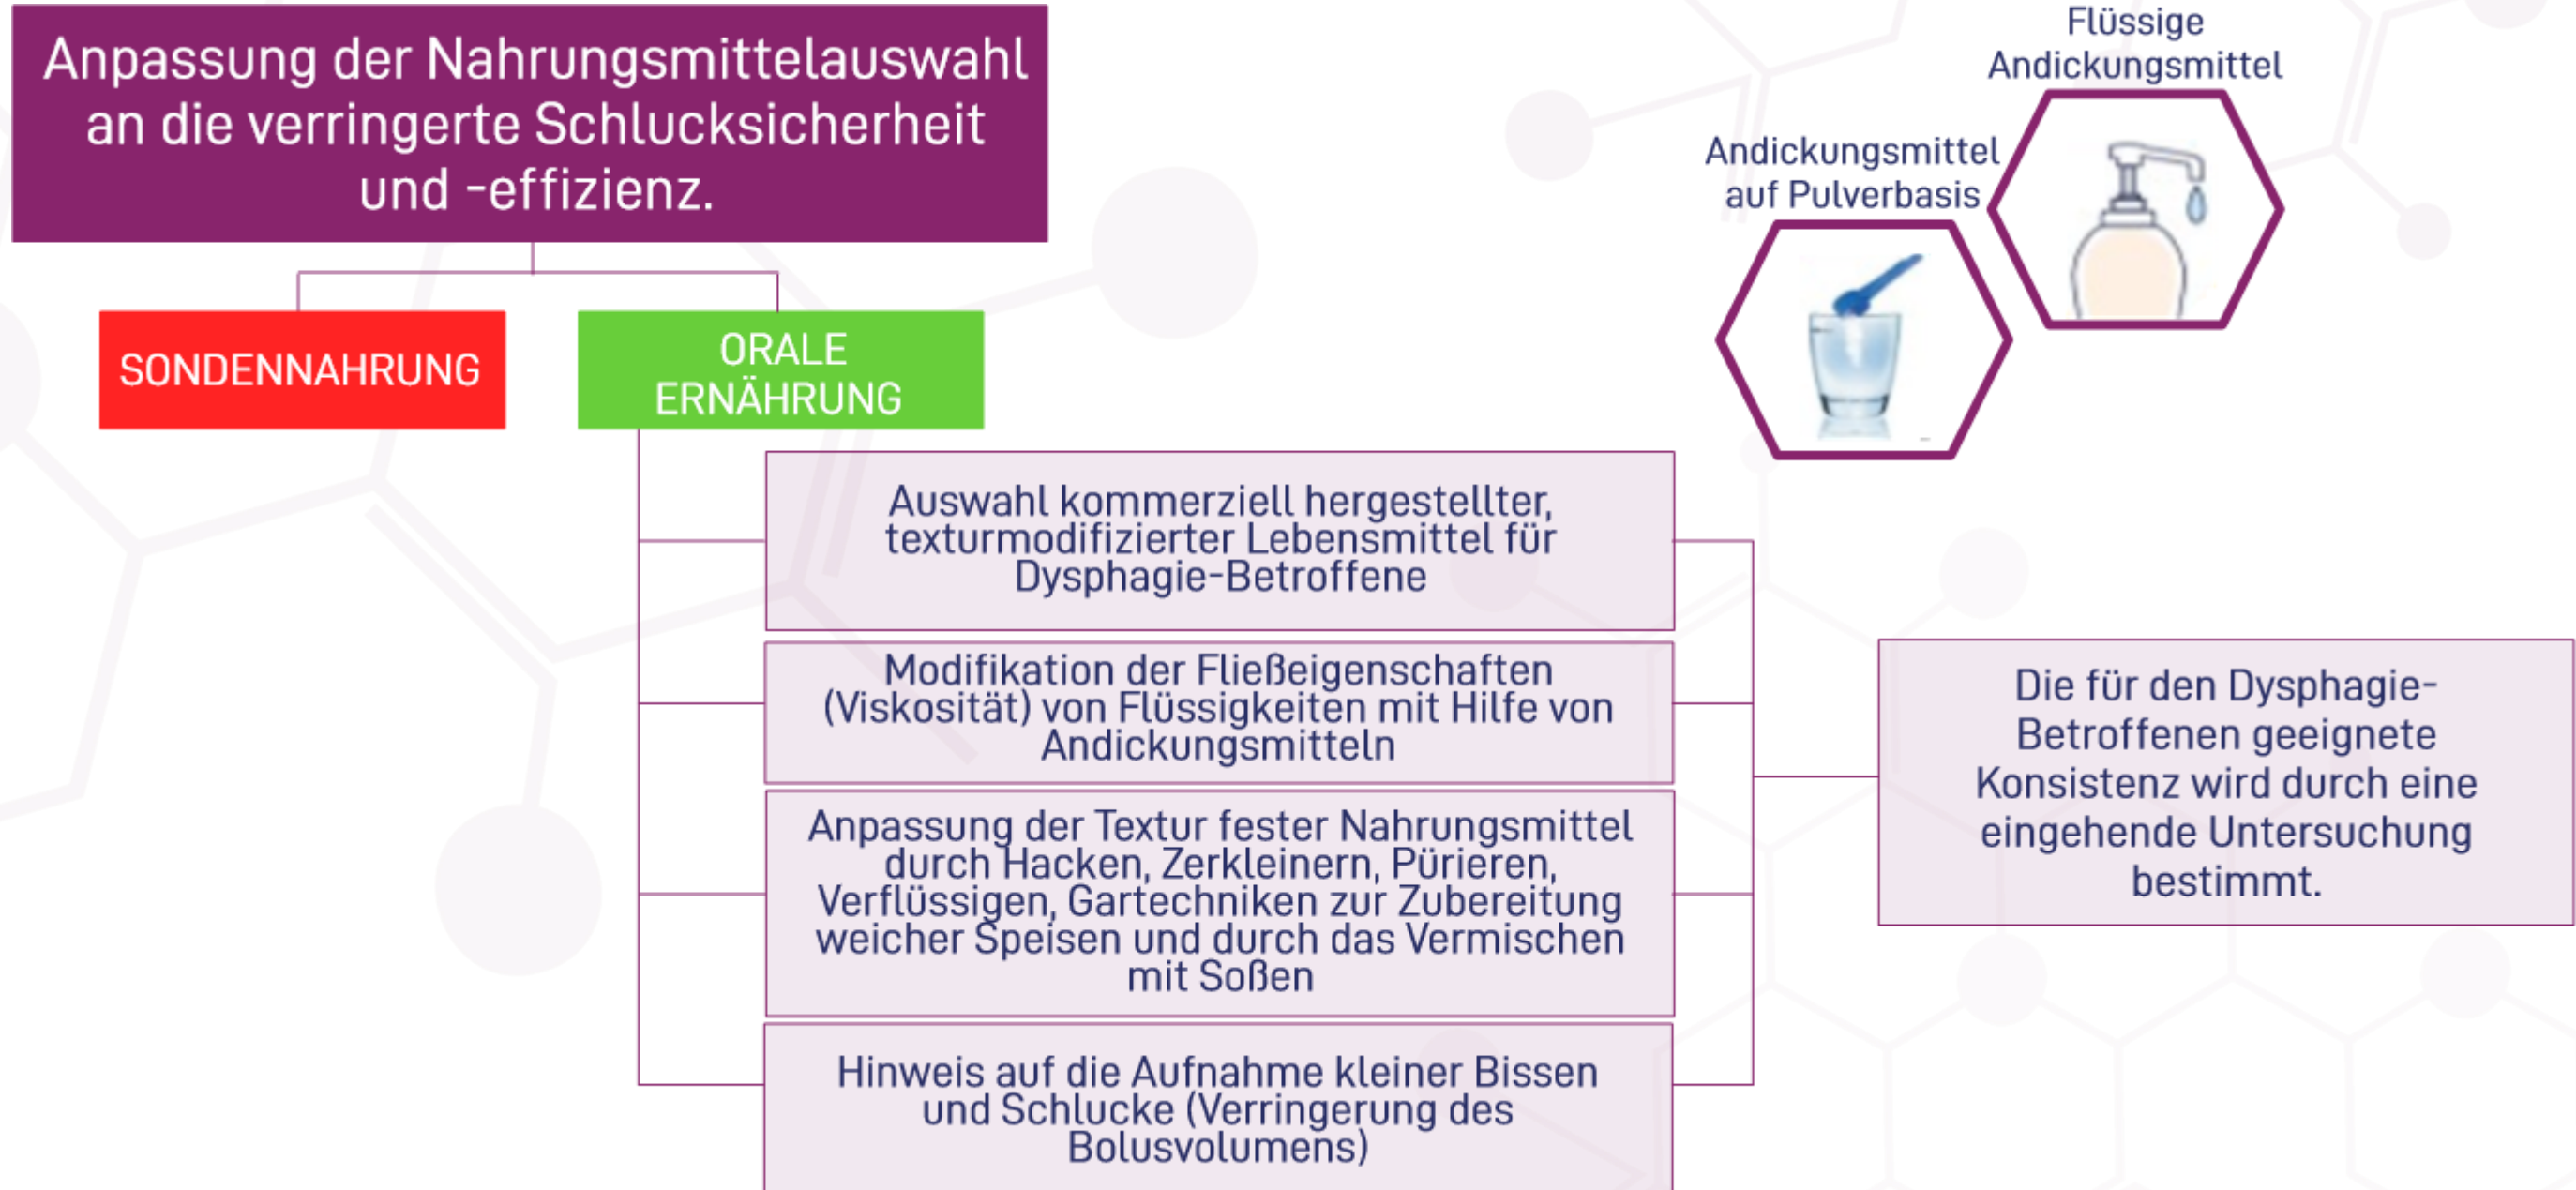 Anpassung der Nahrungsmittelauswahl
an die verringerte Schlucksicherheit
und -effizienz.
Flüssige
Andickungsmittel
Andickungsmittel
auf Pulverbasis
SONDENNAHRUNG
ORALE
ERNÄHRUNG
Auswahl kommerziell hergestellter,
texturmodifizierter Lebensmittel für
Dysphagie-Betroffene
Modifikation der Fließeigenschaften
(Viskosität) von Flüssigkeiten mit Hilfe von
Andickungsmitteln
Anpassung der Textur fester Nahrungsmittel
durch Hacken, Zerkleinern, Pürieren,
Verflüssigen, Gartechniken zur Zubereitung
weicher Speisen und durch das Vermischen
mit Soßen
Hinweis auf die Aufnahme kleiner Bissen
und Schlucke (Verringerung des
Bolusvolumens)
Die für den Dysphagie-
Betroffenen geeignete
Konsistenz wird durch eine
eingehende Untersuchung
bestimmt.